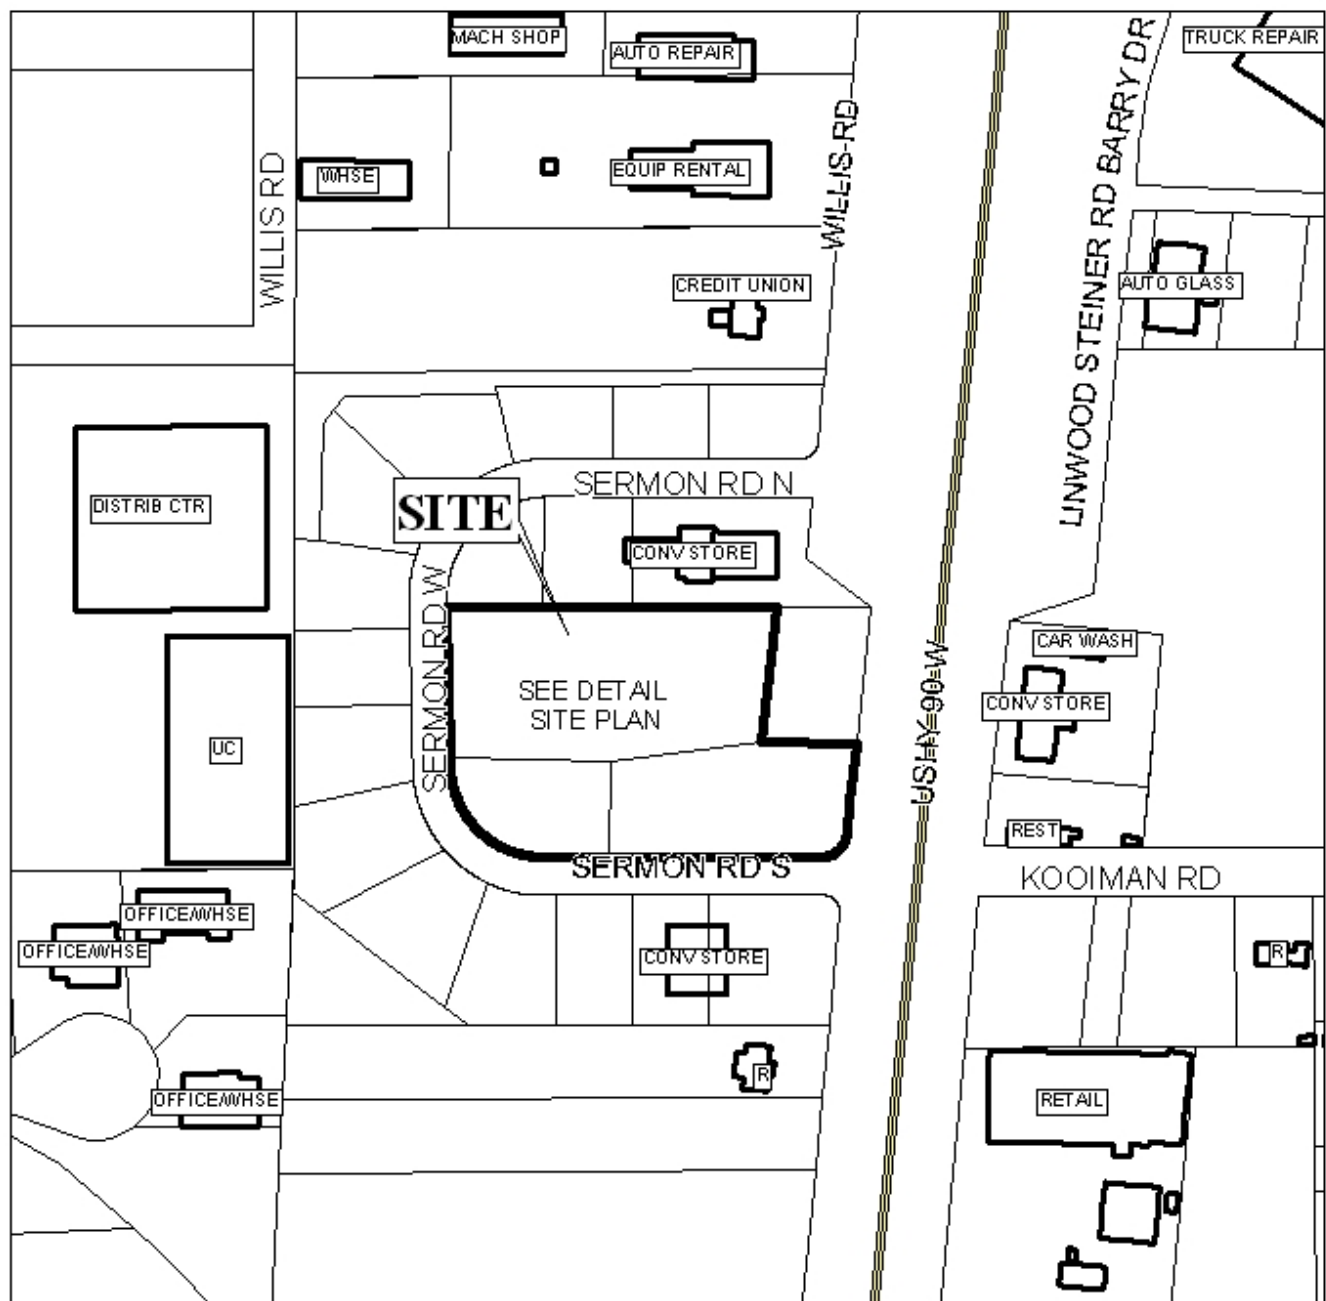 MACH SHOP
AUTO REPAIR
TRUCK REPAIR
WILLIS RD
LINWOOD STEINER RD BARRY DR
WHSE
EQUIP RENTAL
WILLIS RD
CREDIT UNION
AUTO GLASS
SERMON RD N
DISTRIB CTR
SITE
CONV STORE
SERMON RD W
CAR WASH
SEE DETAIL
SITE PLAN
CONV STORE
USHY 90 W
UC
REST
SERMON RD S
KOOIMAN RD
OFFICE/WHSE
OFFICE/WHSE
CONV STORE
R
R
OFFICE/WHSE
RETAIL